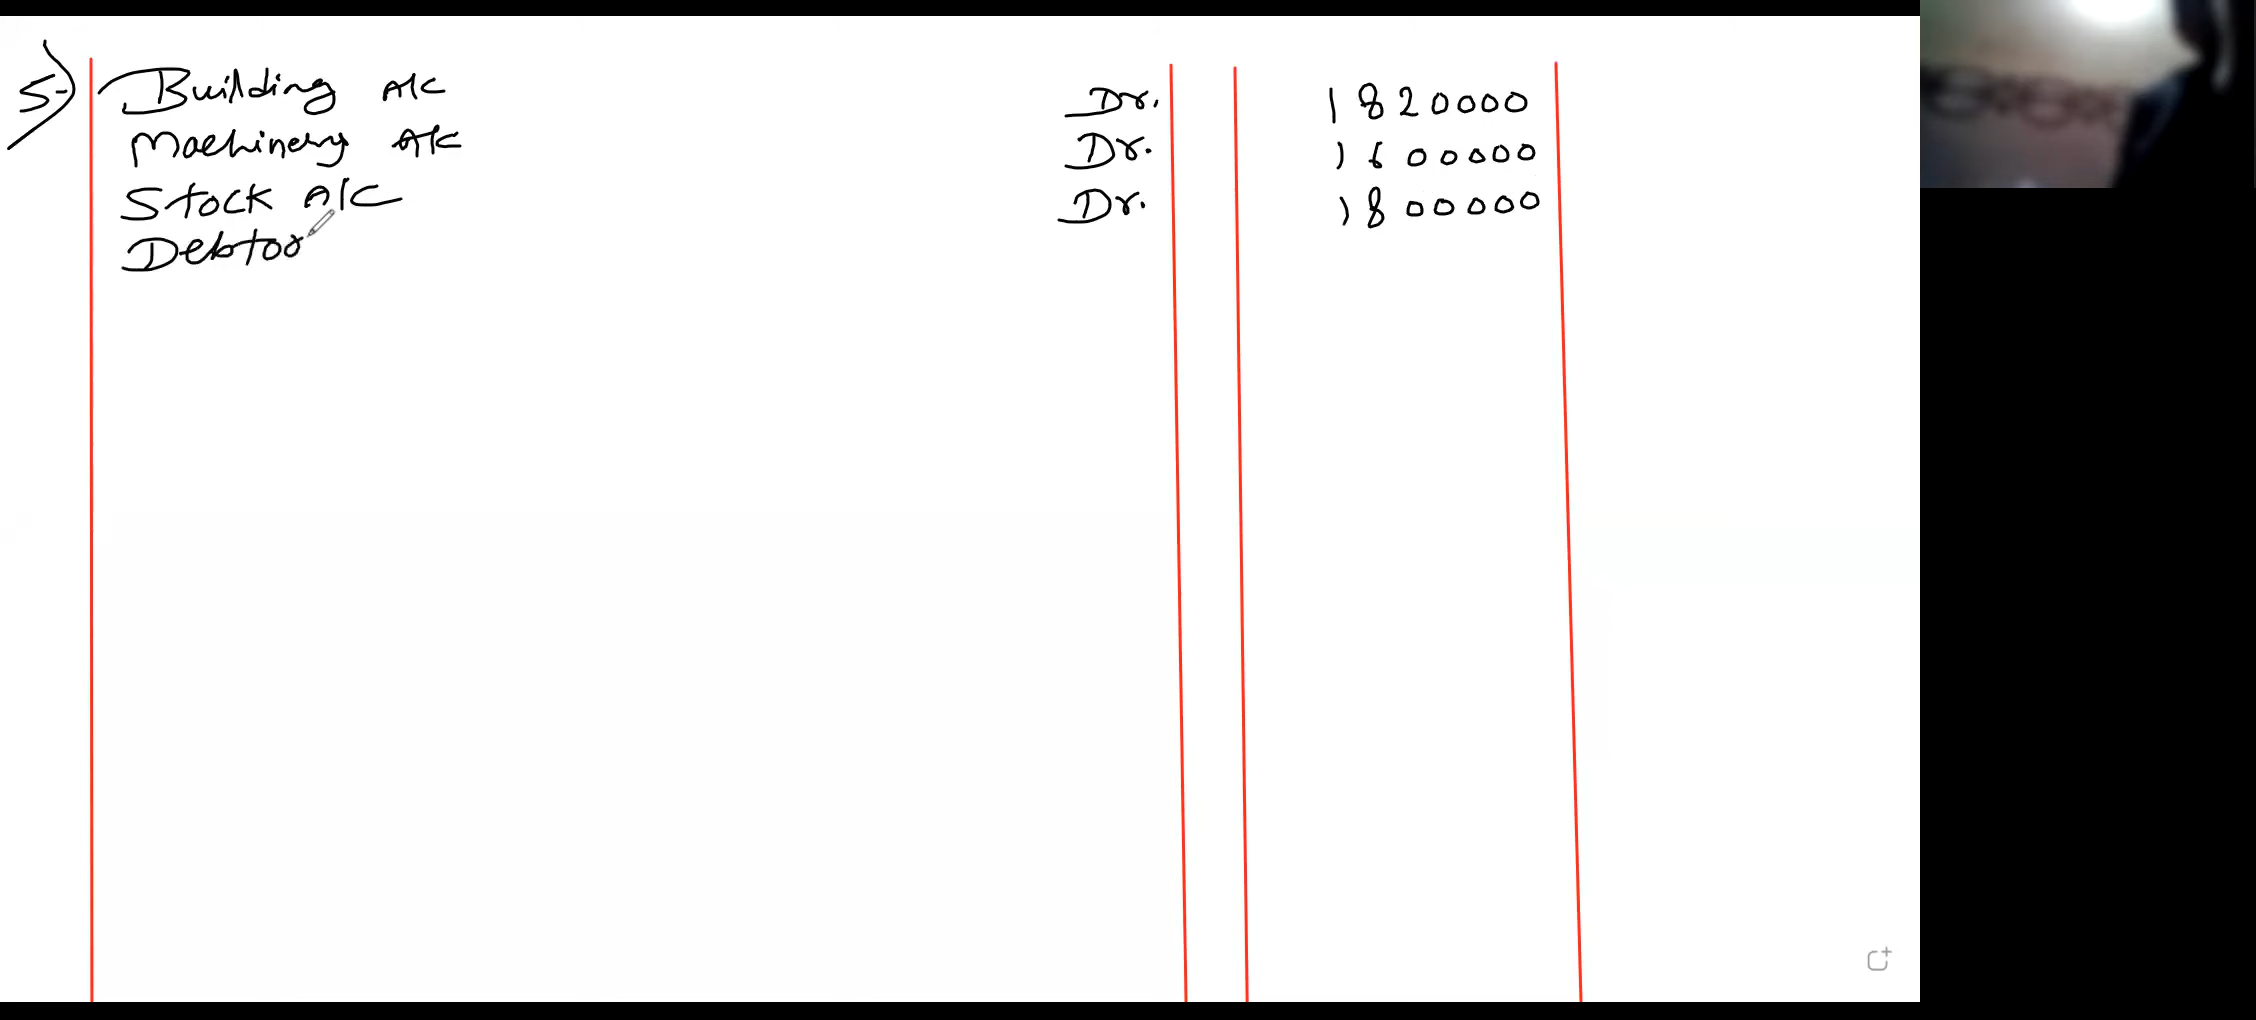 5) Building A/C Dr. 1820000
Machinery A/C Dr. 1600000
Stock A/C Dr. 1800000
Debtor